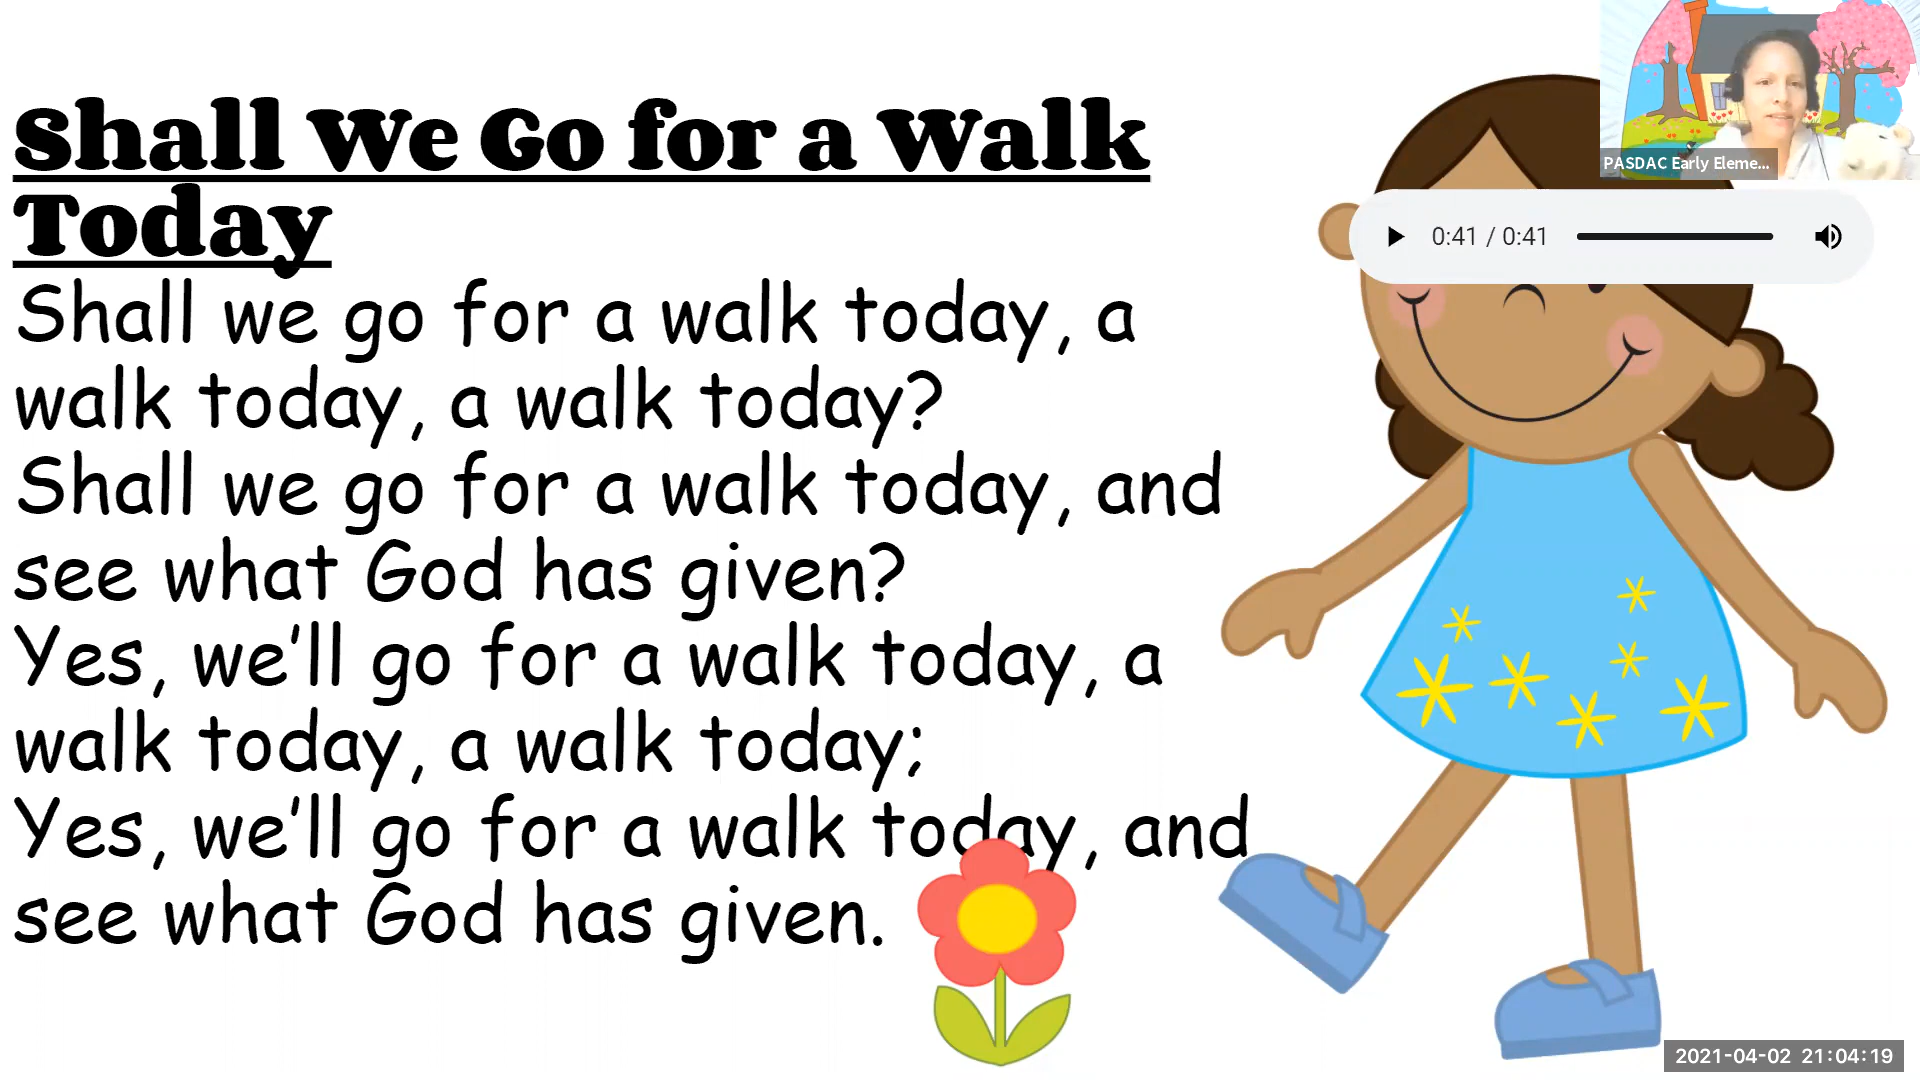 Shall We Go for a Walk
Today
Shall we go for a walk today, a
walk today, a walk today?
Shall we go for a walk today, and
see what God has given?
Yes, we’ll go for a walk today, a
walk today, a walk today;
Yes, we’ll go for a walk today, and
see what God has given.
PASDAC Early Eleme...
0:41 / 0:41
2021-04-02 21:04:19